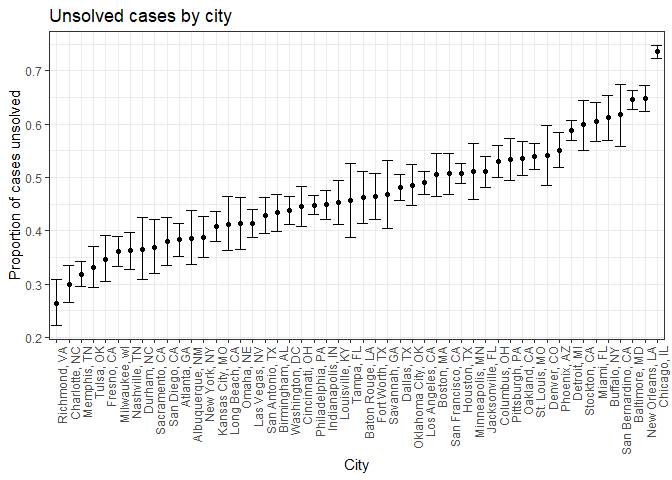 Unsolved cases by city
Proportion of cases unsolved
0.7
0.6
0.5
0.4
0.3
0.2
Richmond, VA
Charlotte, NC
Memphis, TN
Tulsa, OK
Fresno, CA
Milwaukee, wI
Nashville, TN
Durham, NC
Sacramento, CA
San Diego, CA
Atlanta, GA
Albuquerque, NM
New York, NY
Kansas City, MO
Long Beach, CA
Omaha, NE
Las Vegas, NV
San Antonio, TX
Birmingham, AL
Washington, DC
Cincinnati, OH
Philadelphia, PA
Indianapolis, IN
Louisville, KY
Tampa, FL
Baton Rouge, LA
Fort Worth, TX
Savannah, GA
Dallas, TX
Oklahoma City, OK
Los Angeles, CA
Boston, MA
San Francisco, CA
Houston, TX
Minneapolis, MN
Jacksonville, FL
Columbus, OH
Pittsburgh, PA
Oakland, CA
St. Louis, MO
Denver, CO
Phoenix, AZ
Detroit, MI
Stockton, CA
Miami, FL
Buffalo, NY
San Bernardino, CA
Baltimore, MD
New Orleans, LA
Chicago, IL
City